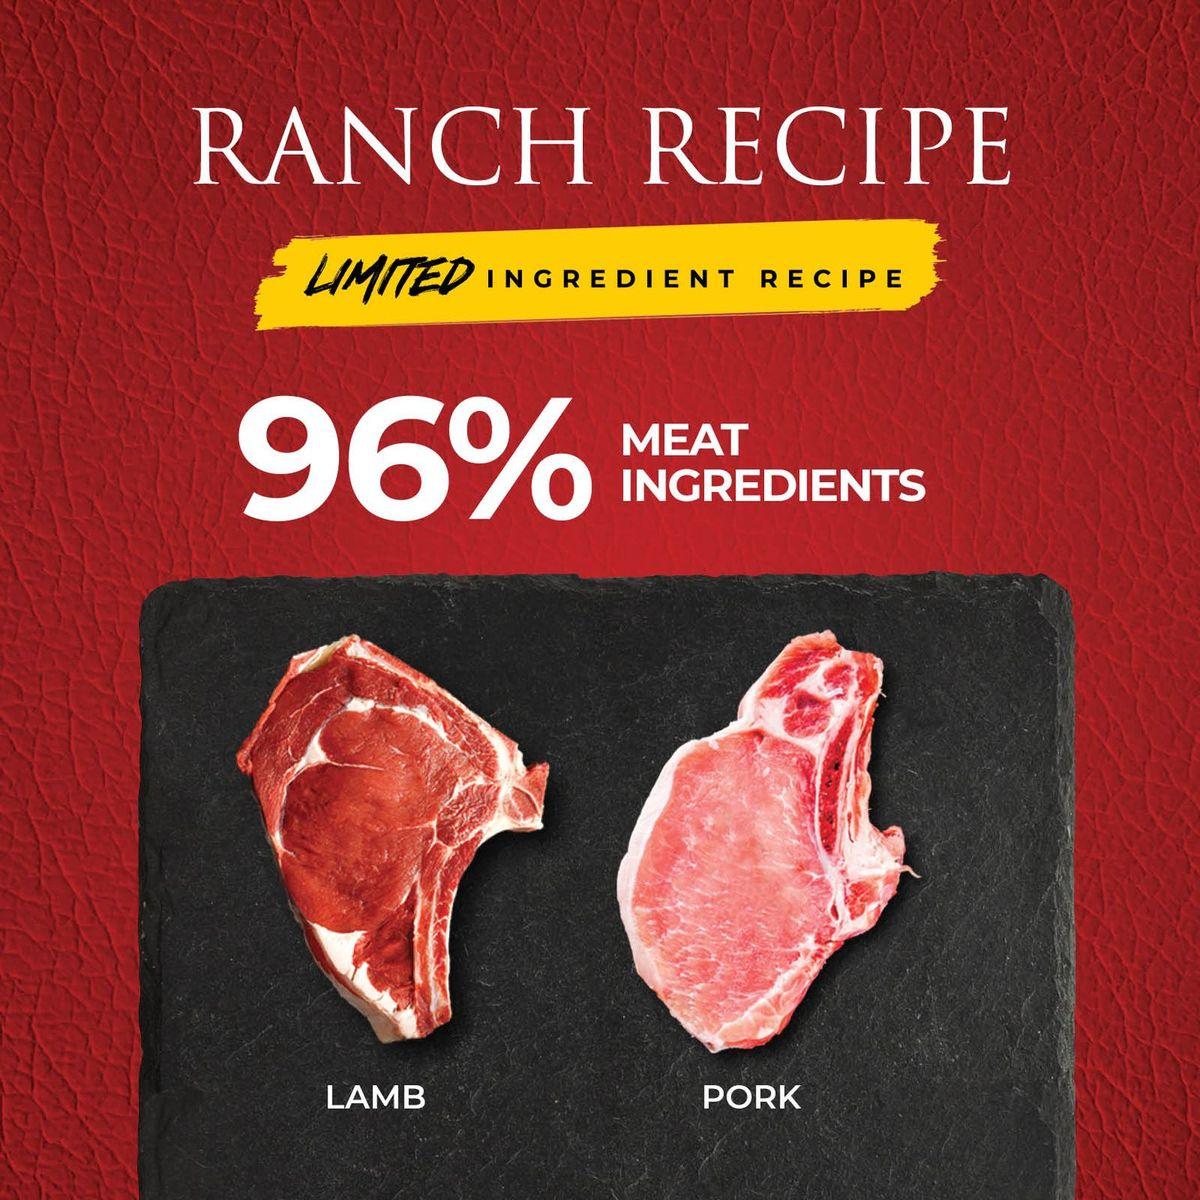 RANCH RECIPE
LIMITED INGREDIENT RECIPE
96% MEAT
INGREDIENTS
LAMB PORK